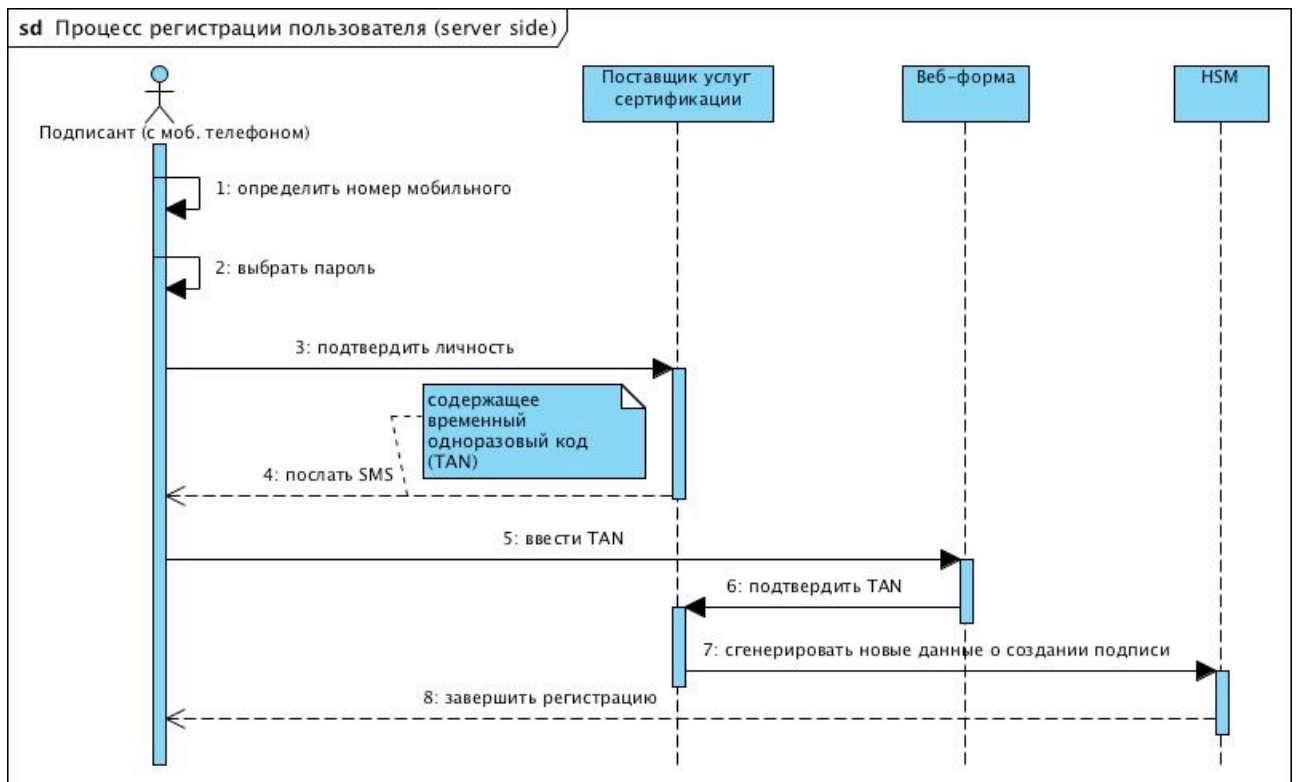 sd Процесс регистрации пользователя (server side)
Подписант (с моб. телефоном)
Поставщик услуг
сертификации
Веб-форма
HSM
1: определить номер мобильного
2: выбрать пароль
3: подтвердить личность
содержащее
временный
одноразовый код
(TAN)
4: послать SMS
5: ввести TAN
6: подтвердить TAN
7: сгенерировать новые данные о создании подписи
8: завершить регистрацию